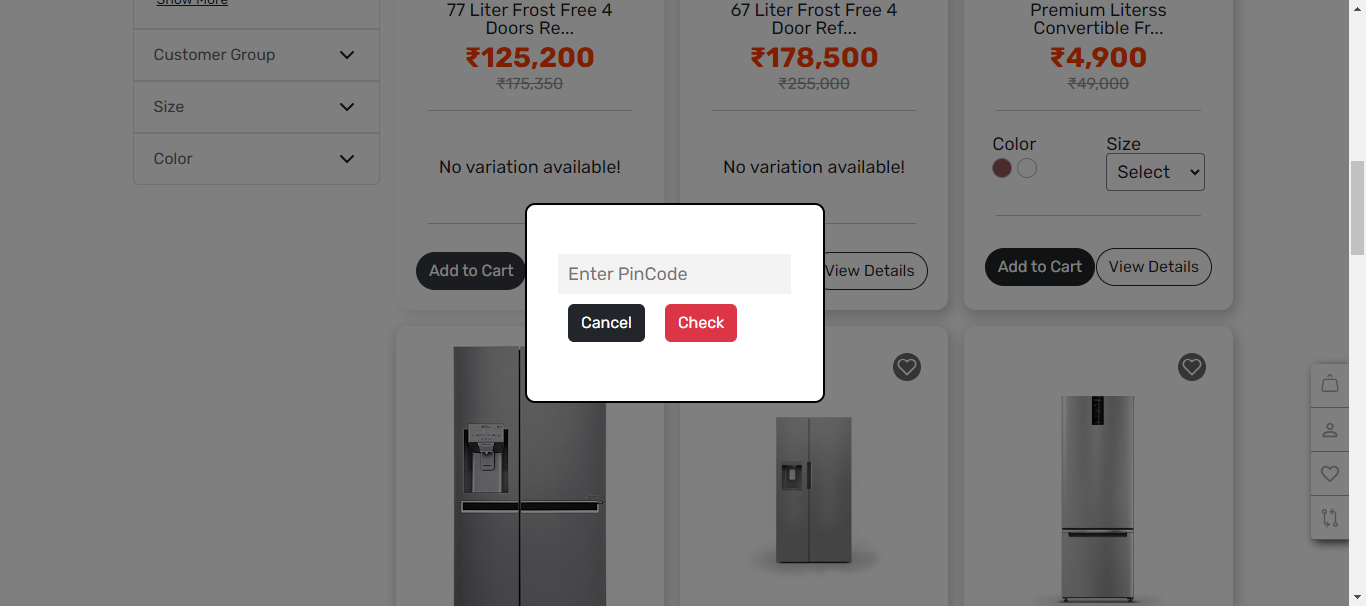 Show More
Customer Group
Size
Color
77 Liter Frost Free 4
Doors Re...
₹125,200
₹175,350
No variation available!
Add to Cart
67 Liter Frost Free 4
Door Ref...
₹178,500
₹255,000
No variation available!
View Details
Premium Literss
Convertible Fr...
₹4,900
₹49,000
Color
Size
Select
Add to Cart
View Details
Enter PinCode
Cancel
Check